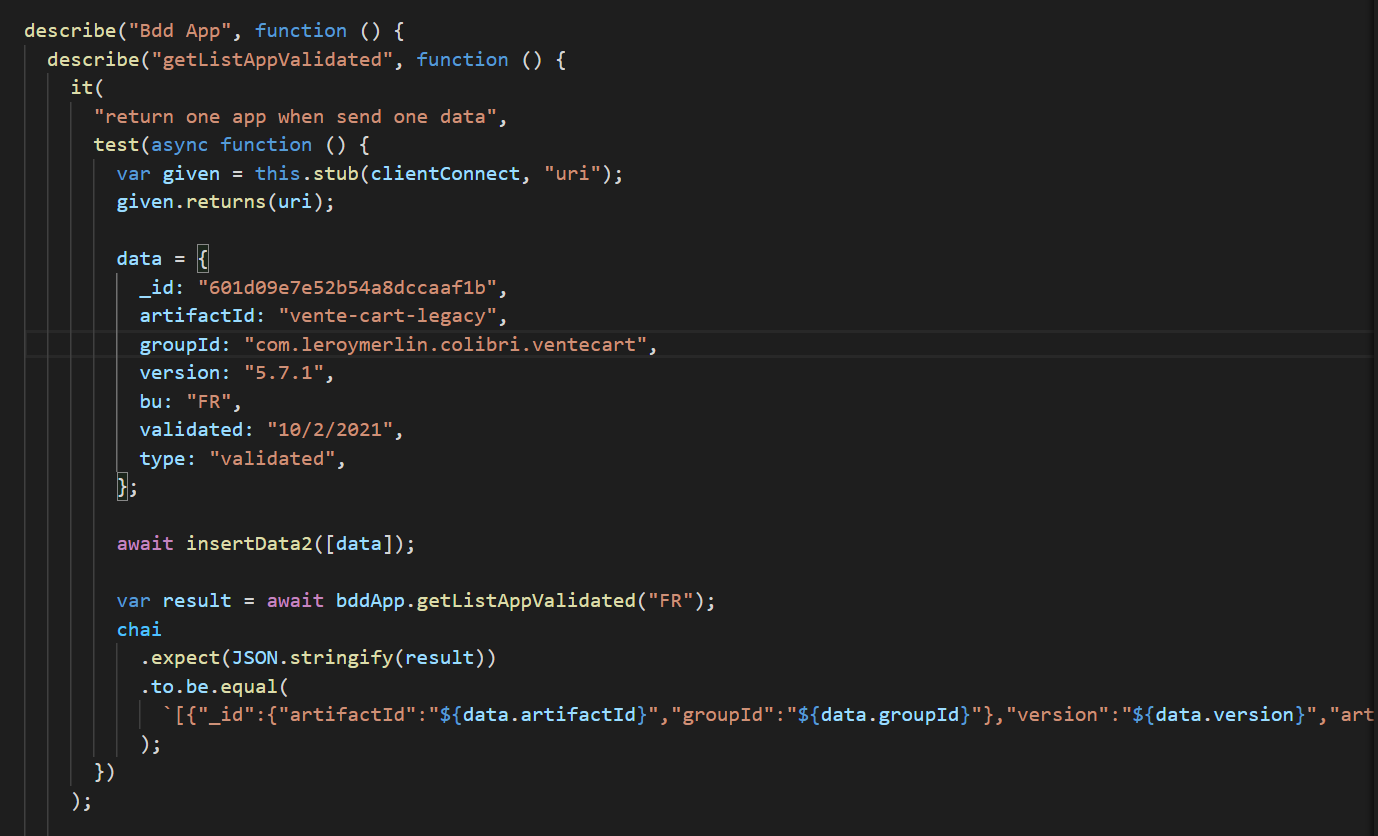 describe("Bdd App", function () {
describe("getListAppValidated", function () {
it(
"return one app when send one data",
test(async function () {
var given = this.stub(clientConnect, "uri");
given.returns(uri);
data = {
_id: "601d09e7e52b54a8dccaaf1b",
artifactId: "vente-cart-legacy",
groupId: "com.leroymerlin.colibri.ventecart",
version: "5.7.1",
bu: "FR",
validated: "10/2/2021",
type: "validated",
};
await insertData2([data]);
var result = await bddApp.getListAppValidated("FR");
chai
.expect(JSON.stringify(result))
.to.be.equal(
`[{"_id":{"artifactId":"${data.artifactId}","groupId":"${data.groupId}"},"version":"${data.version}","art
);
})
);